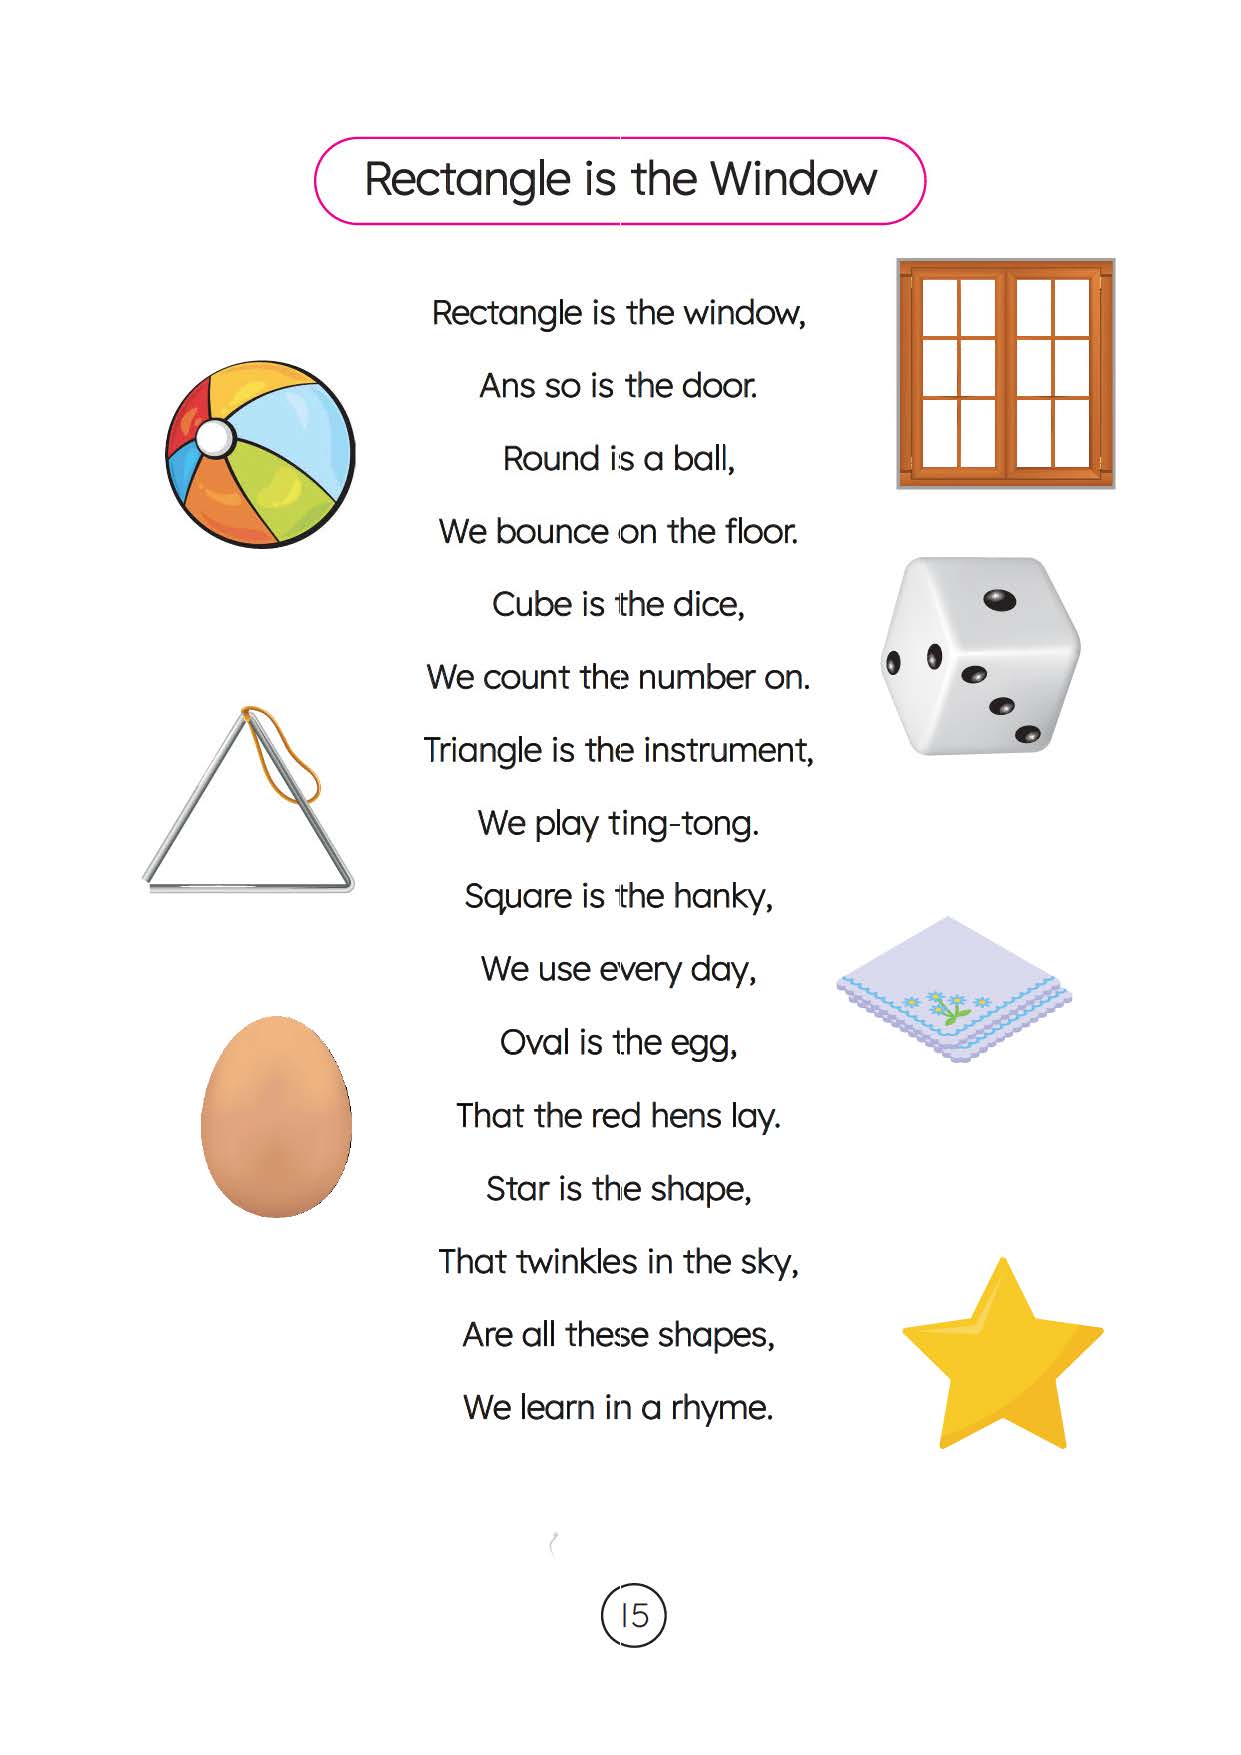 Rectangle is the Window
Rectangle is the window,
Ans so is the door.
Round is a ball,
We bounce on the floor.
Cube is the dice,
We count the number on.
Triangle is the instrument,
We play ting-tong.
Square is the hanky,
We use every day,
Oval is the egg,
That the red hens lay.
Star is the shape,
That twinkles in the sky,
Are all these shapes,
We learn in a rhyme.
15